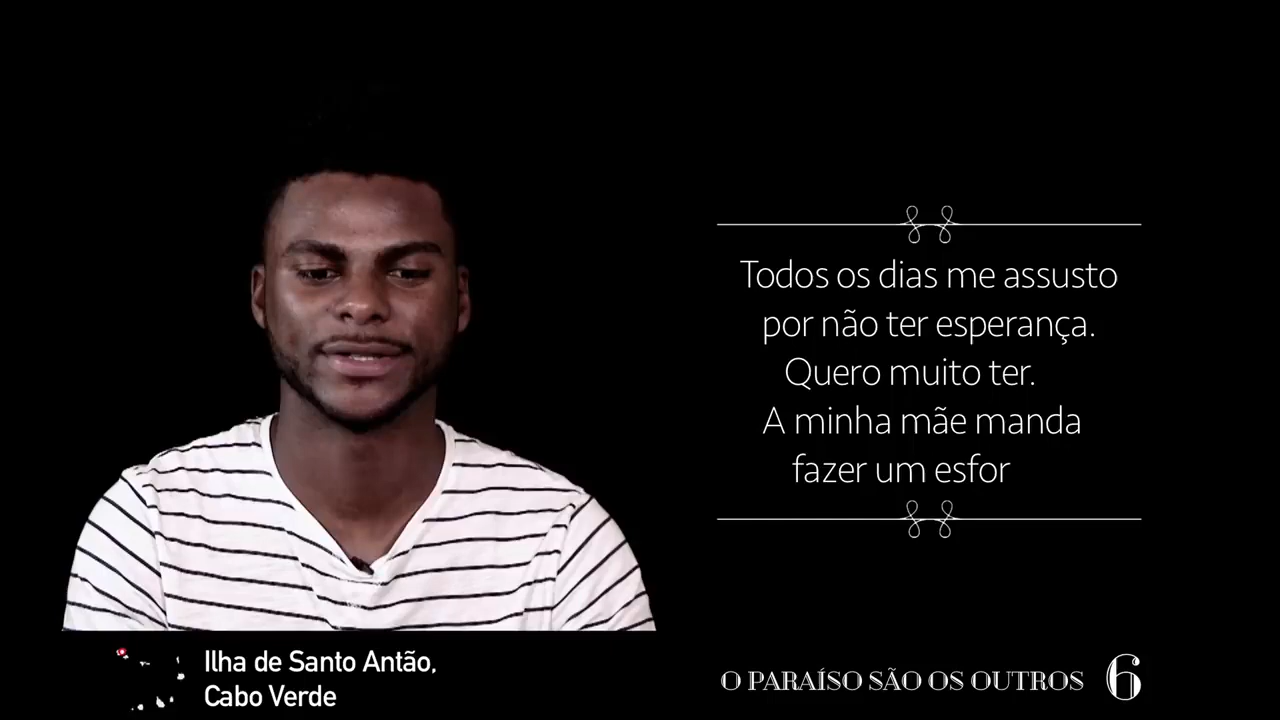 Todos os dias me assusto
por não ter esperança.
Quero muito ter.
A minha mãe manda
fazer um esfor
Ilha de Santo Antão,
Cabo Verde
O PARAÍSO SÃO OS OUTROS 6